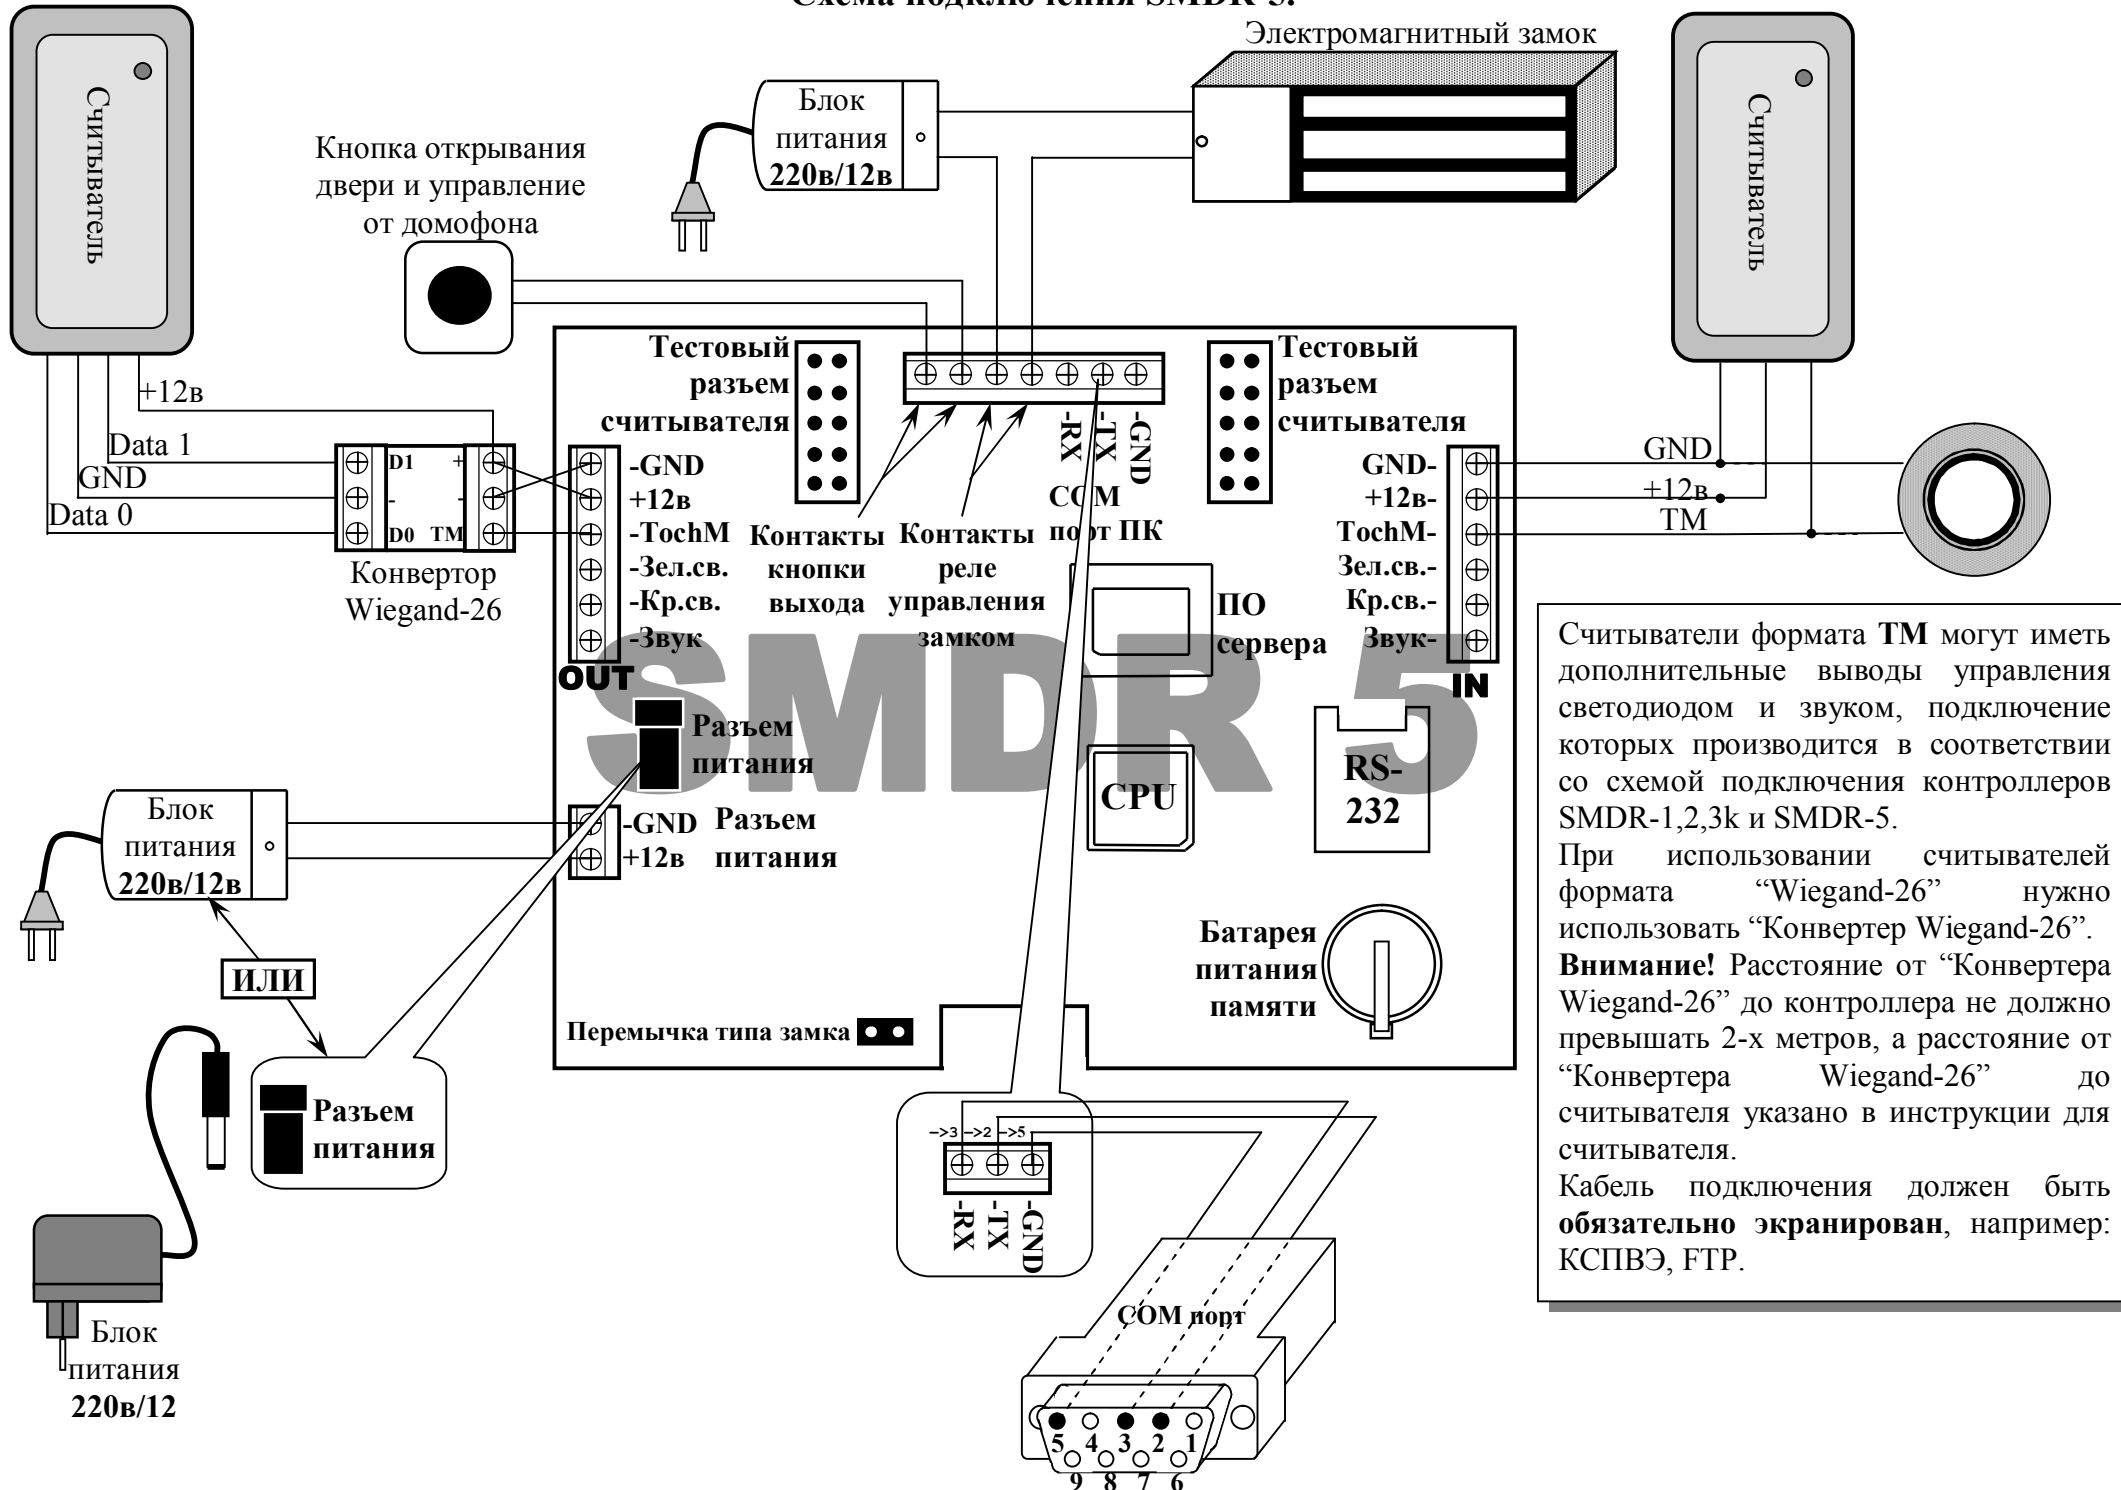 Схема подключения SMDR-5.
Электромагнитный замок
Считыватель
Блок
питания
220в/12в
Считыватель
Кнопка открывания
двери и управление
от домофона
+12в
Data 1
GND
Data 0
D1 +
- -
D0 TM
Конвертор
Wiegand-26
Тестовый
разъем
считывателя
-GND
+12в
-TochM
-Зел.св.
-Кр.св.
-Звук
OUT
Контакты
кнопки
выхода
Контакты
реле
управления
замком
-RX
-TX
-GND
COM
порт ПК
Тестовый
разъем
считывателя
GND-
+12в-
TochM-
Зел.св.-
Кр.св.-
Звук-
IN
GND
+12в
TM
ПО
сервера
SMDR 5
Разъем
питания
CPU
RS-
232
-GND
+12в
Разъем
питания
Блок
питания
220в/12в
ИЛИ
Батарея
питания
памяти
Перемычка типа замка
Разъем
питания
Блок
питания
220в/12
->3 ->2 ->5
-RX
-TX
-GND
COM порт
5 4 3 2 1
9 8 7 6
Считыватели формата ТМ могут иметь
дополнительные выводы управления
светодиодом и звуком, подключение
которых производится в соответствии
со схемой подключения контроллеров
SMDR-1,2,3k и SMDR-5.
При использовании считывателей
формата “Wiegand-26” нужно
использовать “Конвертер Wiegand-26”.
Внимание! Расстояние от “Конвертера
Wiegand-26” до контроллера не должно
превышать 2-х метров, а расстояние от
“Конвертера Wiegand-26” до
считывателя указано в инструкции для
считывателя.
Кабель подключения должен быть
обязательно экранирован, например:
КСПВЭ, FTP.